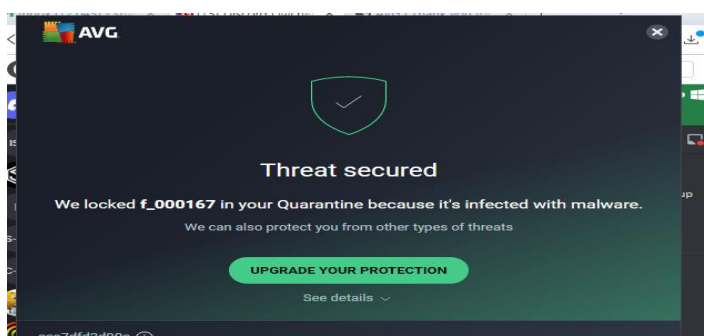 AVG
Threat secured
We locked f_000167 in your Quarantine because it's infected with malware.
We can also protect you from other types of threats
UPGRADE YOUR PROTECTION
See details